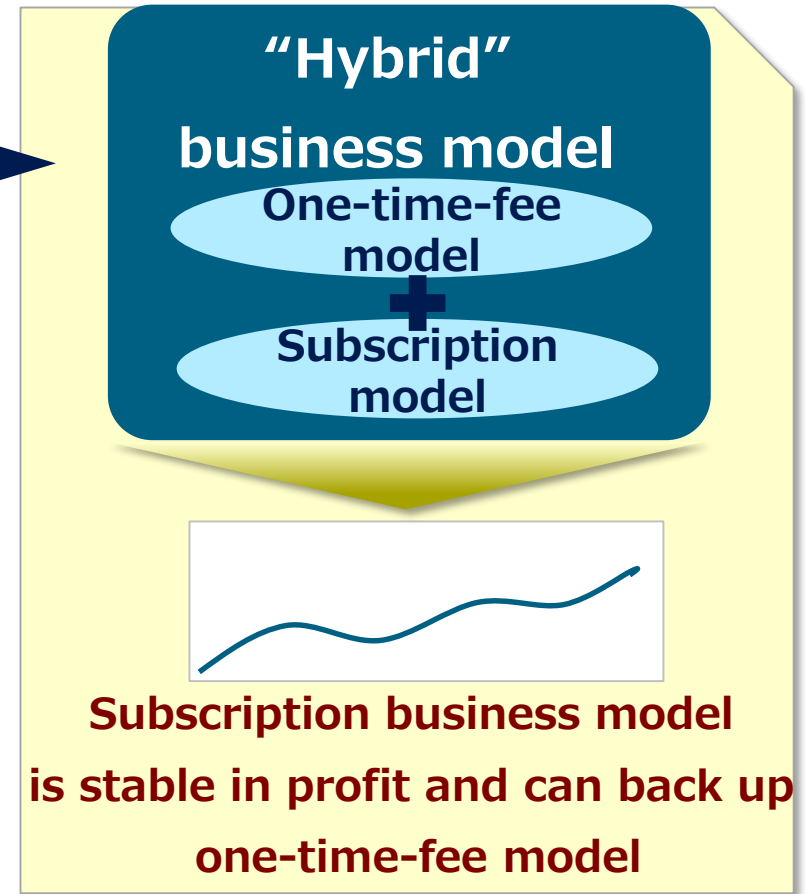 “Hybrid”
business model
One-time-fee
model
Subscription
model
Subscription business model
is stable in profit and can back up
one-time-fee model